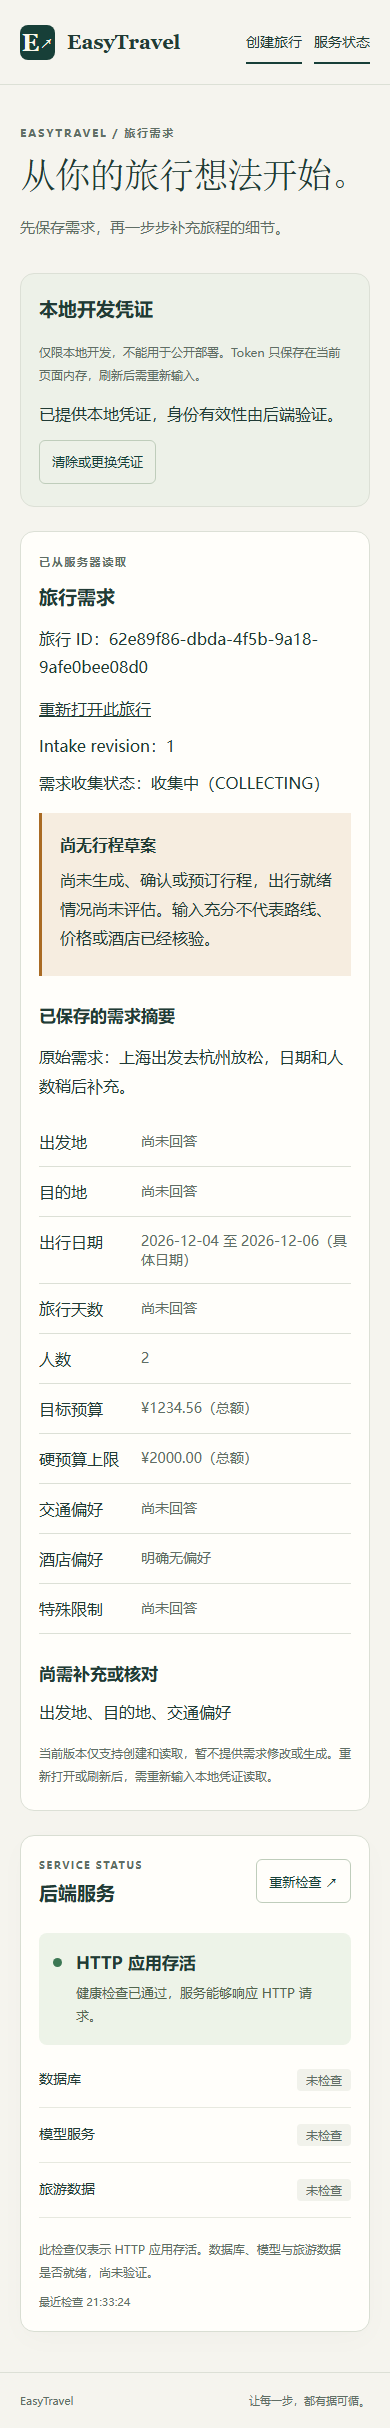 E↗ EasyTravel 创建旅行 服务状态
EASYTRAVEL / 旅行需求
从你的旅行想法开始。
先保存需求，再一步步补充旅程的细节。
本地开发凭证
仅限本地开发，不能用于公开部署。Token 只保存在当前
页面内存，刷新后需重新输入。
已提供本地凭证，身份有效性由后端验证。
清除或更换凭证
已从服务器读取
旅行需求
旅行 ID：62e89f86-dbda-4f5b-9a18-
9afe0bee08d0
重新打开此旅行
Intake revision：1
需求收集状态：收集中（COLLECTING）
尚无行程草案
尚未生成、确认或预订行程，出行就绪
情况尚未评估。输入充分不代表路线、
价格或酒店已经核验。
已保存的需求摘要
原始需求：上海出发去杭州放松，日期和人
数稍后补充。
出发地 尚未回答
目的地 尚未回答
出行日期 2026-12-04 至 2026-12-06（具
体日期）
旅行天数 尚未回答
人数 2
目标预算 ¥1234.56（总额）
硬预算上限 ¥2000.00（总额）
交通偏好 尚未回答
酒店偏好 明确无偏好
特殊限制 尚未回答
尚需补充或核对
出发地、目的地、交通偏好
当前版本仅支持创建和读取，暂不提供需求修改或生成。重
新打开或刷新后，需重新输入本地凭证读取。
SERVICE STATUS
后端服务
重新检查 ↗
HTTP 应用存活
健康检查已通过，服务能够响应 HTTP 请
求。
数据库 未检查
模型服务 未检查
旅游数据 未检查
此检查仅表示 HTTP 应用存活。数据库、模型与旅游数据
是否就绪，尚未验证。
最近检查 21:33:24
EasyTravel 让每一步，都有据可循。